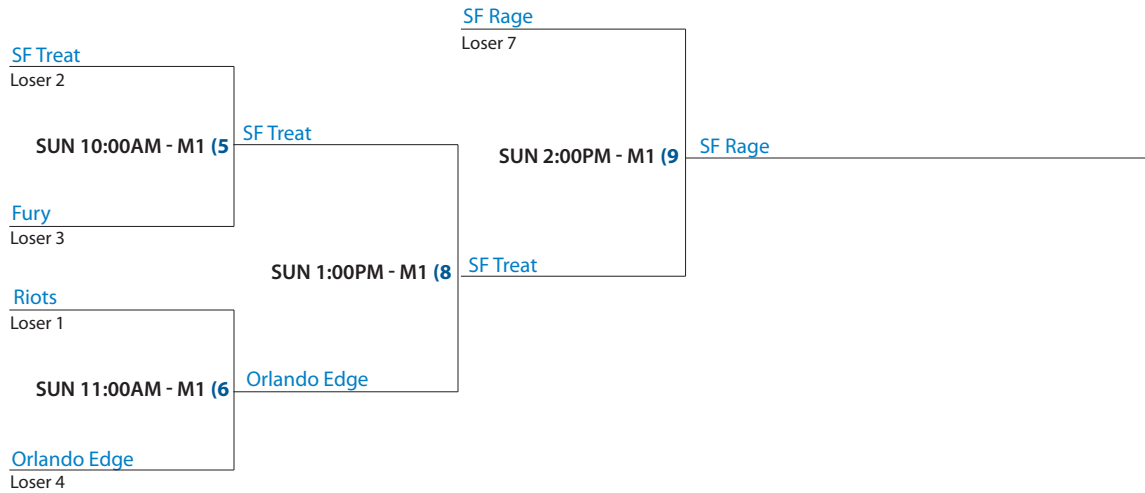 SF Rage
Loser 7
SF Treat
Loser 2
SUN 10:00AM - M1 (5
SF Treat
SUN 2:00PM - M1 (9
SF Rage
Fury
Loser 3
SUN 1:00PM - M1 (8
SF Treat
Riots
Loser 1
SUN 11:00AM - M1 (6
Orlando Edge
Orlando Edge
Loser 4